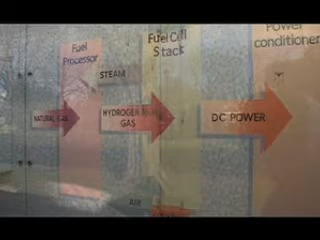 Fuel
Processor
Fuel Cell
Stack
Power
conditioner
STEAM
NATURAL GAS
HYDROGEN
GAS
DC POWER
AIR